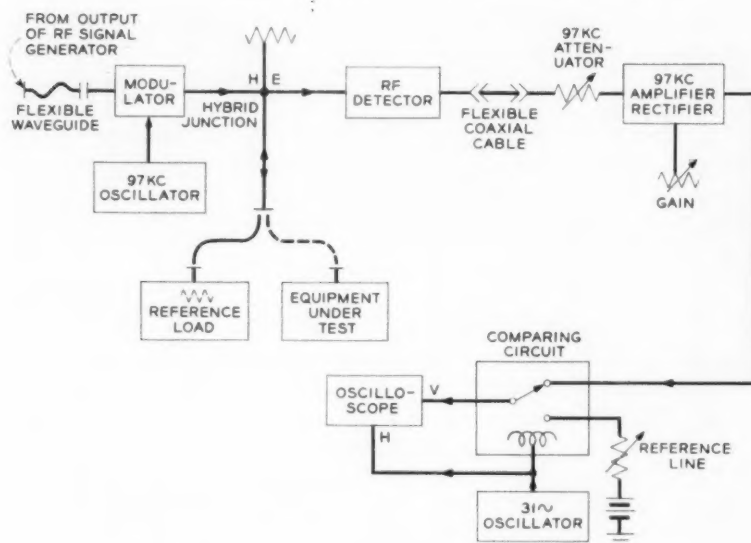 FROM OUTPUT
OF RF SIGNAL
GENERATOR
FLEXIBLE
WAVEGUIDE
MODU-
LATOR
97KC
OSCILLATOR
H E
HYBRID
JUNCTION
RF
DETECTOR
FLEXIBLE
COAXIAL
CABLE
97KC
ATTEN-
UATOR
97KC
AMPLIFIER
RECTIFIER
GAIN
REFERENCE
LOAD
EQUIPMENT
UNDER
TEST
COMPARING
CIRCUIT
OSCILLO-
SCOPE
V
H
REFERENCE
LINE
31~
OSCILLATOR